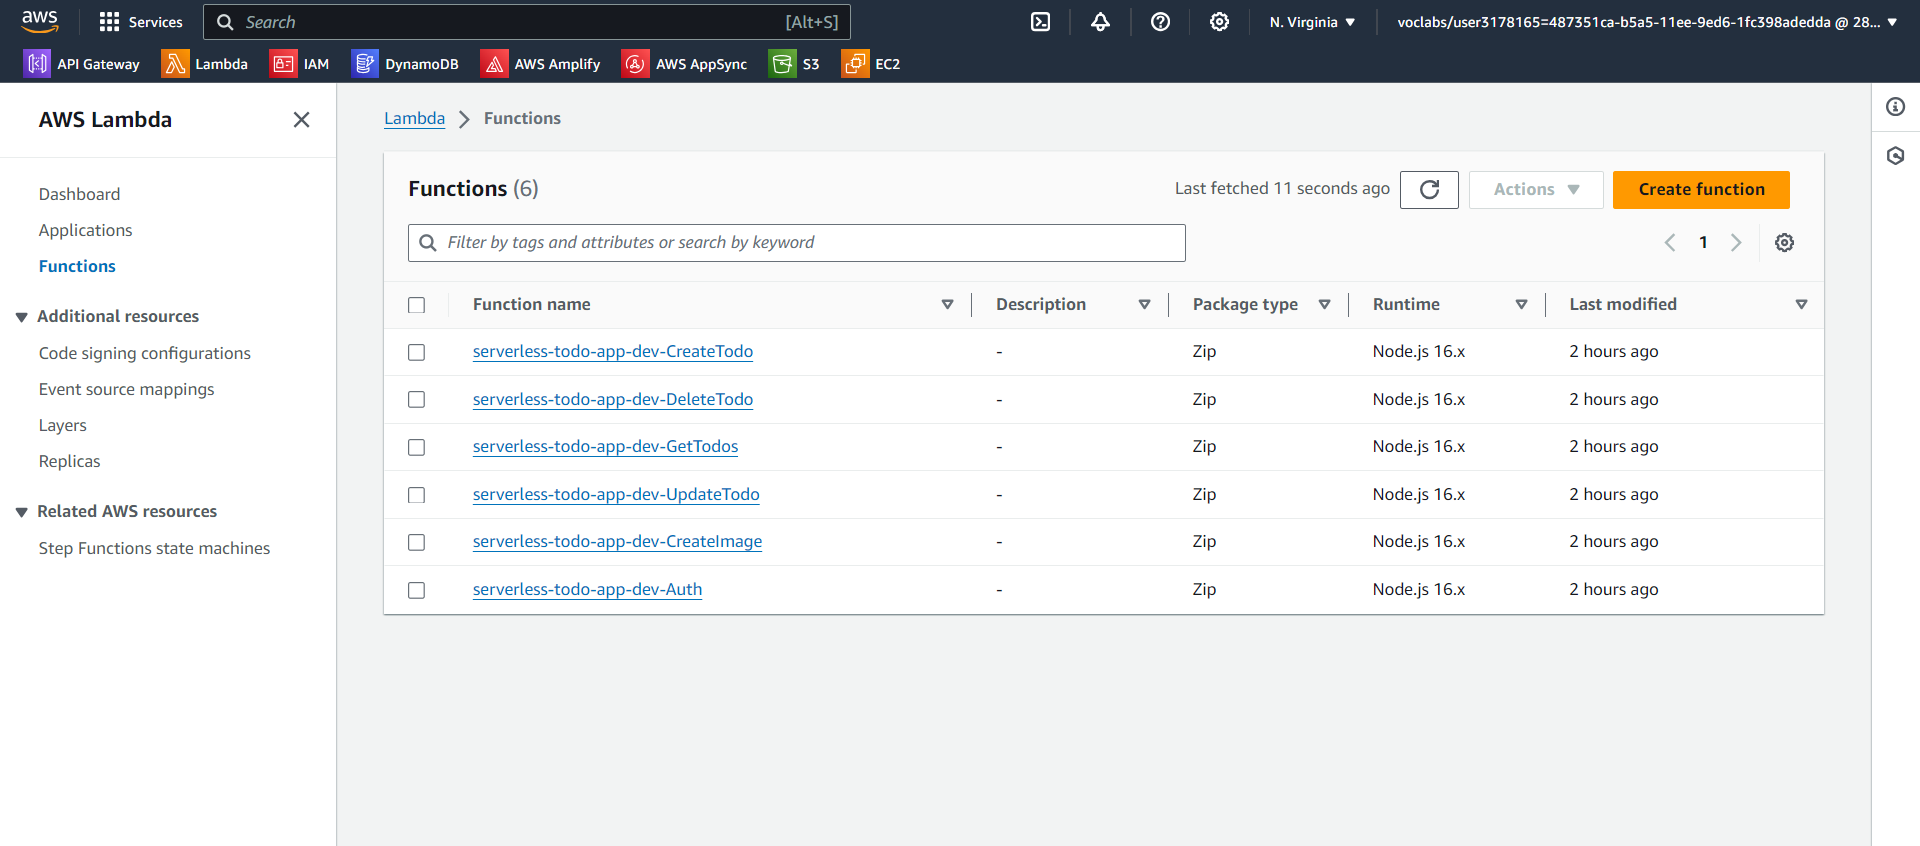 aws Services Search [Alt+S] N. Virginia voclabs/user3178165=487351ca-b5a5-11ee-9ed6-1fc398adedda @ 28...
API Gateway Lambda IAM DynamoDB AWS Amplify AWS AppSync S3 EC2
AWS Lambda
Dashboard
Applications
Functions
Additional resources
Code signing configurations
Event source mappings
Layers
Replicas
Related AWS resources
Step Functions state machines
Lambda Functions
Functions (6) Last fetched 11 seconds ago Actions Create function
Filter by tags and attributes or search by keyword 1
Function name Description Package type Runtime Last modified
serverless-todo-app-dev-CreateTodo - Zip Node.js 16.x 2 hours ago
serverless-todo-app-dev-DeleteTodo - Zip Node.js 16.x 2 hours ago
serverless-todo-app-dev-GetTodos - Zip Node.js 16.x 2 hours ago
serverless-todo-app-dev-UpdateTodo - Zip Node.js 16.x 2 hours ago
serverless-todo-app-dev-CreateImage - Zip Node.js 16.x 2 hours ago
serverless-todo-app-dev-Auth - Zip Node.js 16.x 2 hours ago